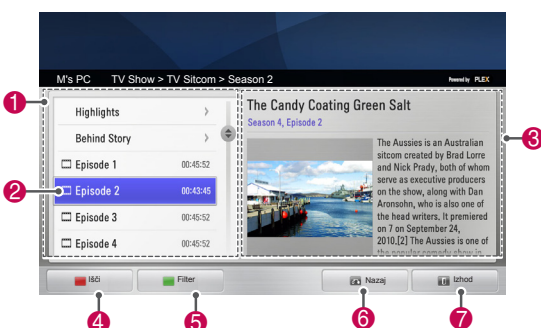 M's PC TV Show > TV Sitcom > Season 2
Powered by PLEX
1
Highlights >
Behind Story >
Episode 1 00:45:52
2
Episode 2 00:43:45
Episode 3 00:45:52
Episode 4 00:45:52
The Candy Coating Green Salt
Season 4, Episode 2
3
The Aussies is an Australian
sitcom created by Brad Lorre
and Nick Prady, both of whom
serve as executive producers
on the show, along with Dan
Aronsohn, who is also one of
the head writers. It premiered
on 7 on September 24,
2010.[2] The Aussies is one of
the popular comedy show in
Išči
Filter
Nazaj
Izhod
4
5
6
7